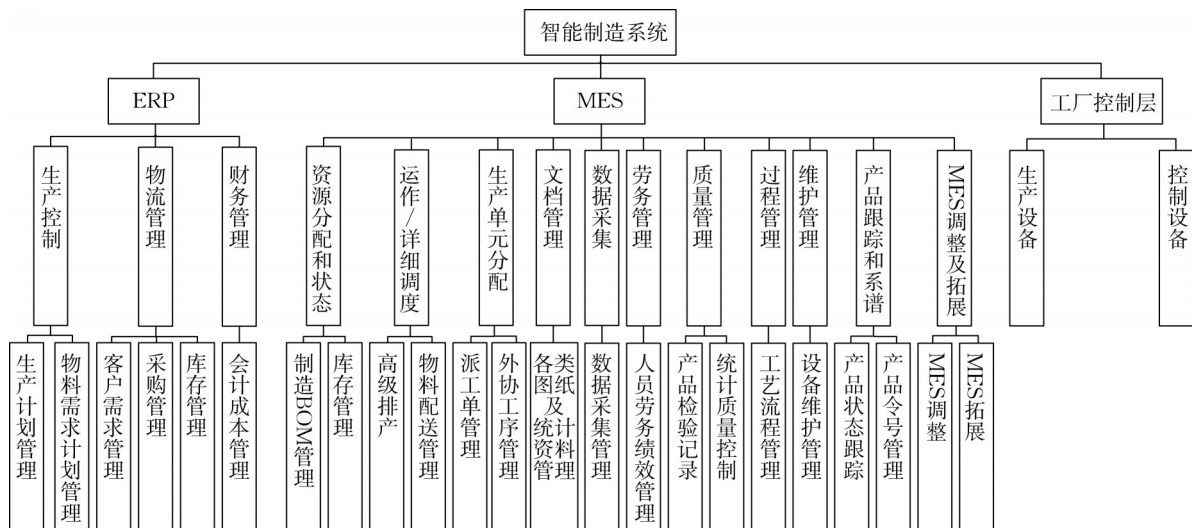 智能制造系统
ERP
MES
工厂控制层
生产控制
物流管理
财务管理
资源分配和状态
运作/详细调度
生产单元分配
文档管理
数据采集
劳务管理
质量管理
过程管理
维护管理
产品跟踪和系谱
MES调整及拓展
生产设备
控制设备
生产计划管理
物料需求计划管理
客户需求管理
采购管理
库存管理
会计成本管理
制造BOM管理
库存管理
高级排产
物料配送管理
派工单管理
外协工序管理
各类图纸及统计资料管理
数据采集管理
人员劳务绩效管理
产品检验记录
统计质量控制
工艺流程管理
设备维护管理
产品状态跟踪
产品令号管理
MES调整
MES拓展